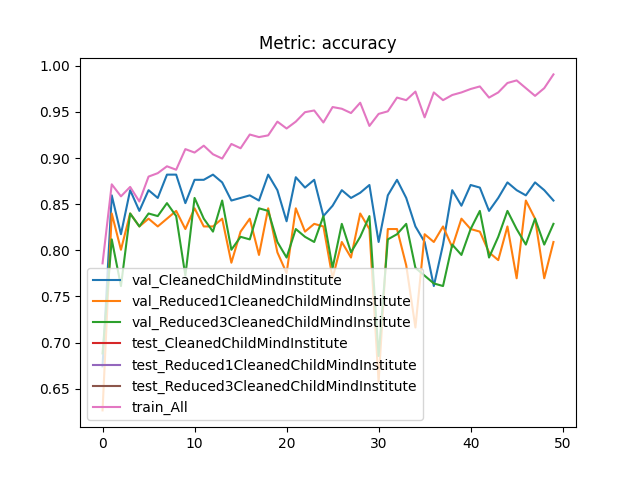 Metric: accuracy
1.00
0.95
0.90
0.85
0.80
0.75
0.70
0.65
val_CleanedChildMindInstitute
val_Reduced1CleanedChildMindInstitute
val_Reduced3CleanedChildMindInstitute
test_CleanedChildMindInstitute
test_Reduced1CleanedChildMindInstitute
test_Reduced3CleanedChildMindInstitute
train_All
0 10 20 30 40 50